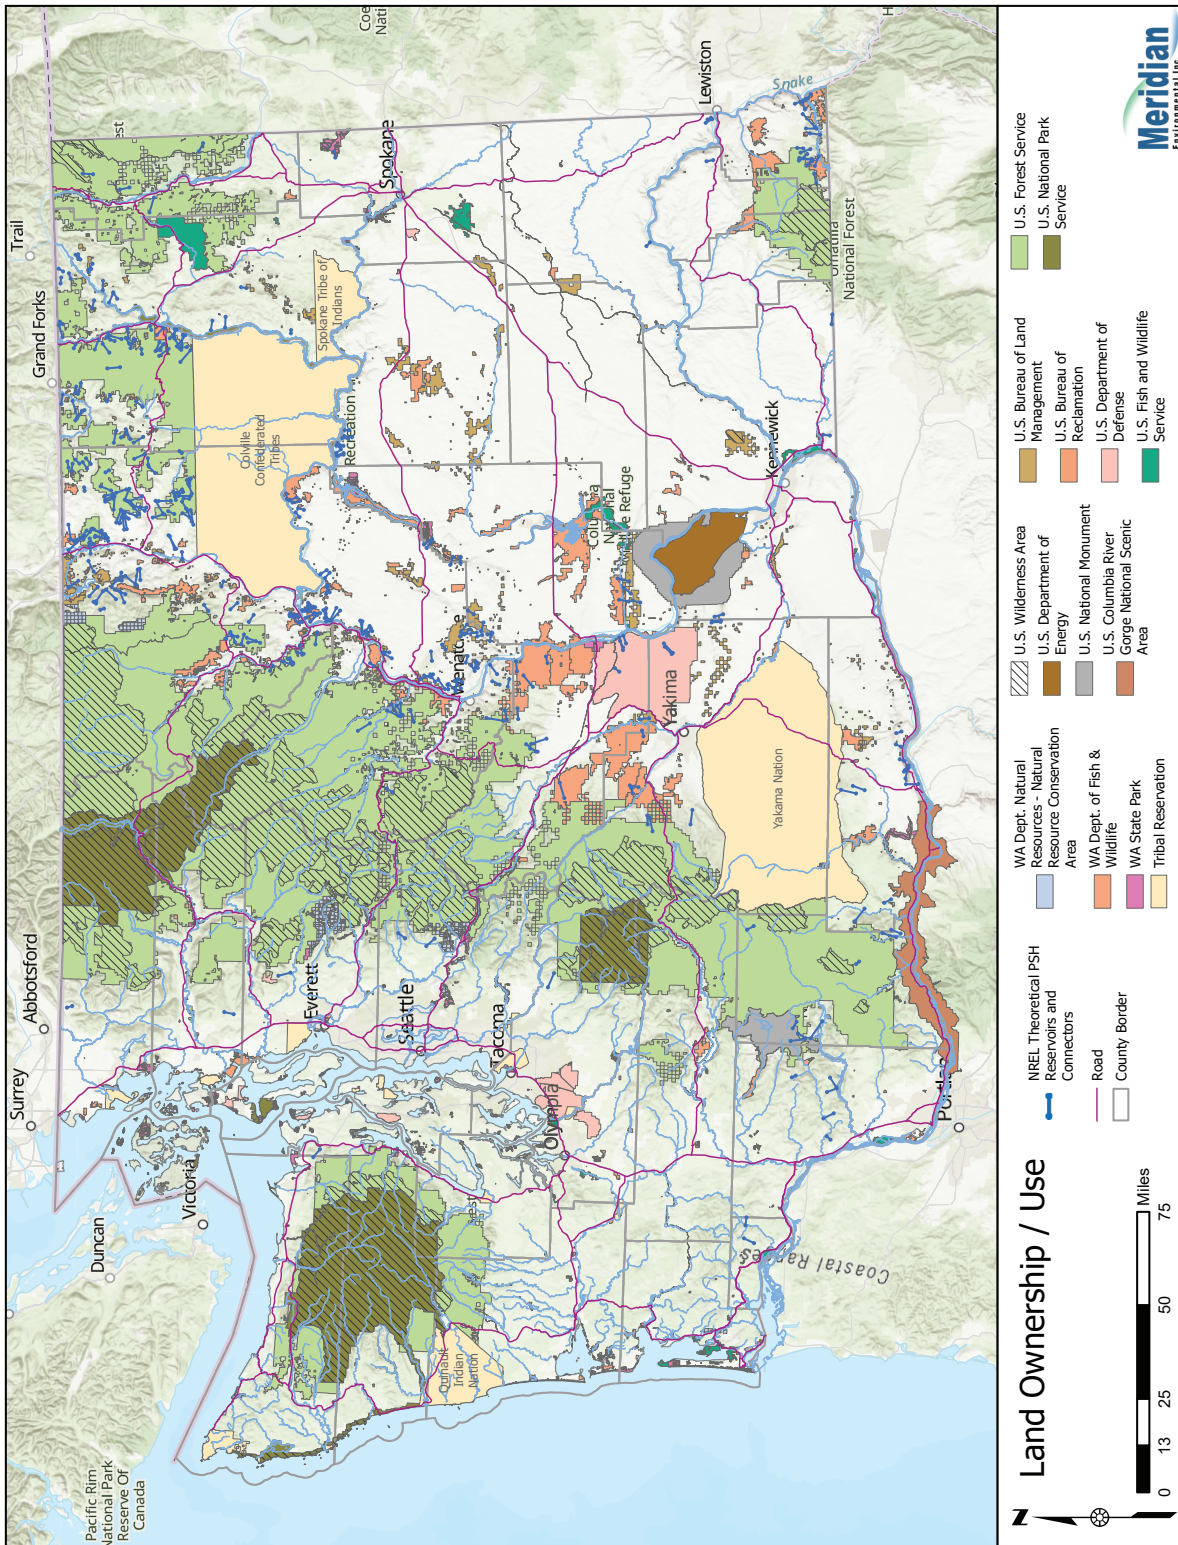 Pacific Rim
National Park
Reserve Of
Canada
Duncan
Victoria
Surrey
Abbotsford
Grand Forks
Trail
Everett
Seattle
Tacoma
Olympia
Quinault
Indian
Nation
Coastal Ranges
Yakima
Yakama Nation
Colville
Confederated
Tribes
Spokane Tribe of
Indians
Recreation
Spokane
Kennewick
Lewiston
Snake
National Forest
Land Ownership / Use
0
13
25
50
75
Miles
NREL Theoretical PSH
Reservoirs and
Connectors
Road
County Border
WA Dept. Natural
Resources - Natural
Resource Conservation
Area
WA Dept. of Fish &
Wildlife
WA State Park
Tribal Reservation
U.S. Wilderness Area
U.S. Department of
Energy
U.S. National Monument
U.S. Columbia River
Gorge National Scenic
Area
U.S. Bureau of Land
Management
U.S. Bureau of
Reclamation
U.S. Department of
Defense
U.S. Fish and Wildlife
Service
U.S. Forest Service
U.S. National Park
Service
Meridian
Environmental Inc.